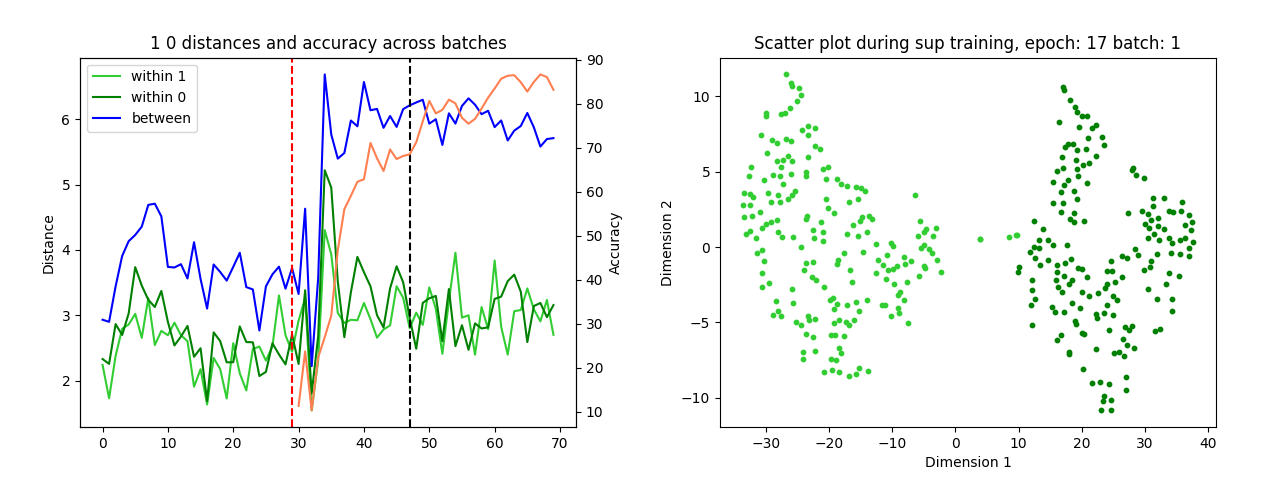 1 0 distances and accuracy across batches
within 1
within 0
between
Distance
6
5
4
3
2
0 10 20 30 40 50 60 70
Accuracy
90
80
70
60
50
40
30
20
10
Scatter plot during sup training, epoch: 17 batch: 1
Dimension 2
10
5
0
−5
−10
−30 −20 −10 0 10 20 30 40
Dimension 1